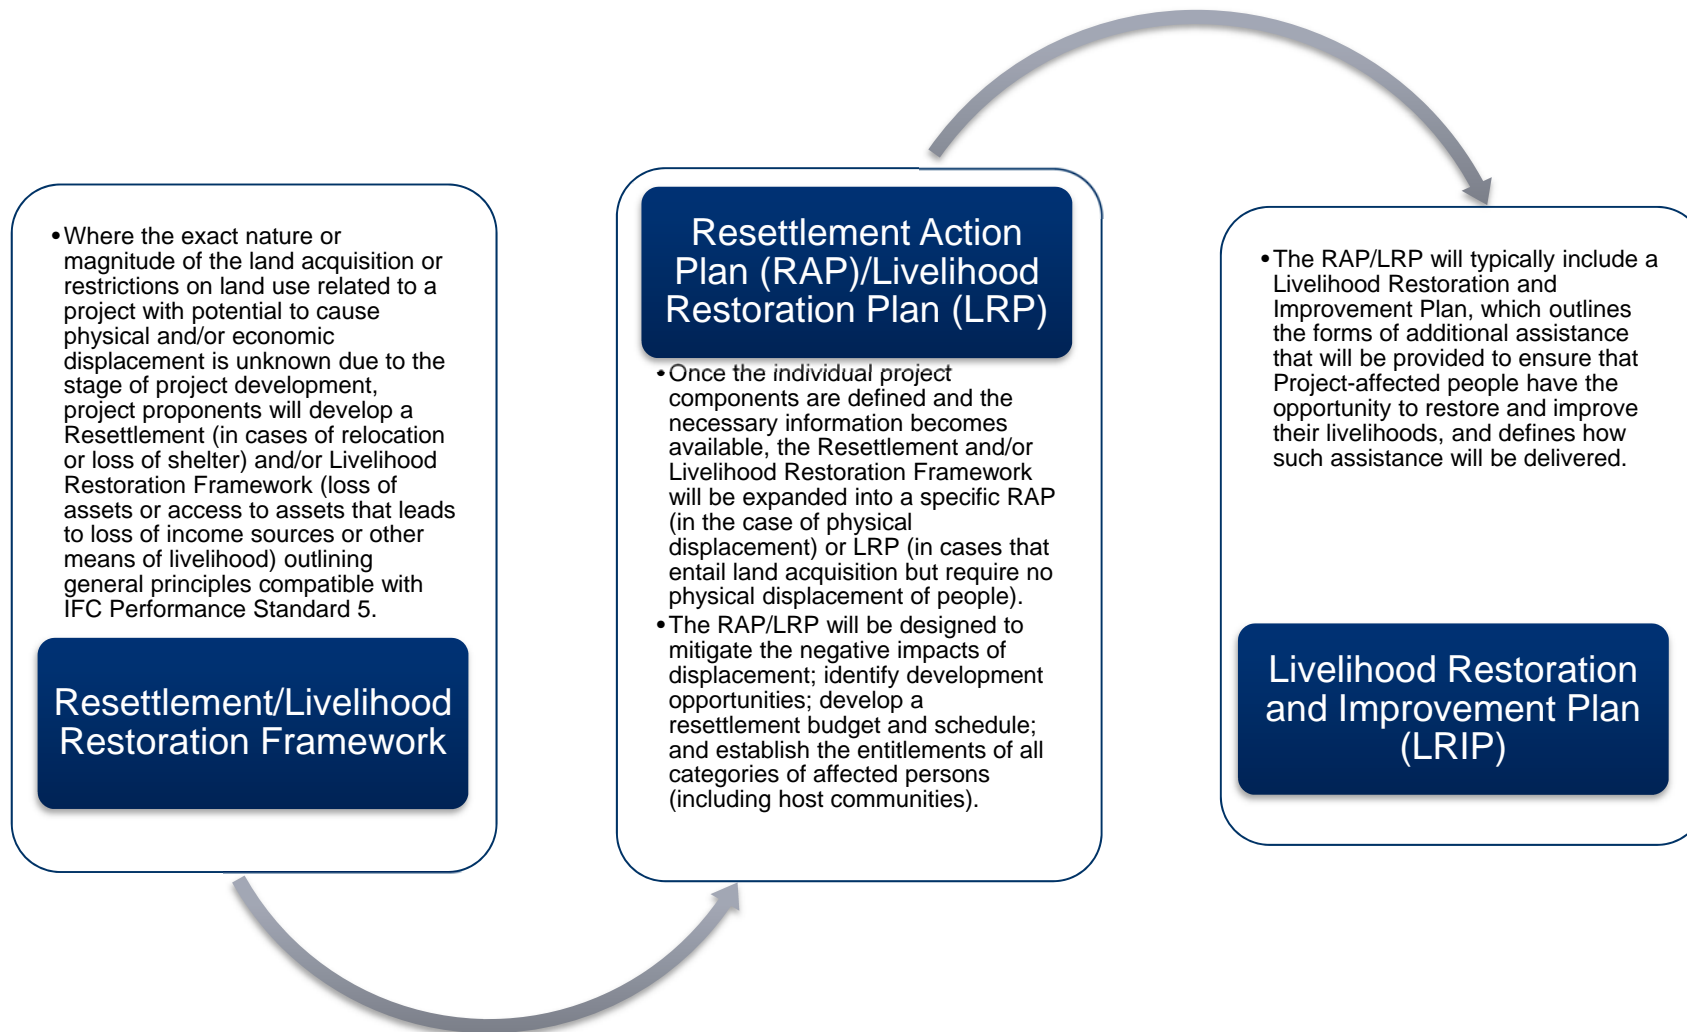 •Where the exact nature or
magnitude of the land acquisition or
restrictions on land use related to a
project with potential to cause
physical and/or economic
displacement is unknown due to the
stage of project development,
project proponents will develop a
Resettlement (in cases of relocation
or loss of shelter) and/or Livelihood
Restoration Framework (loss of
assets or access to assets that leads
to loss of income sources or other
means of livelihood) outlining
general principles compatible with
IFC Performance Standard 5.
Resettlement/Livelihood
Restoration Framework
Resettlement Action
Plan (RAP)/Livelihood
Restoration Plan (LRP)
•Once the individual project
components are defined and the
necessary information becomes
available, the Resettlement and/or
Livelihood Restoration Framework
will be expanded into a specific RAP
(in the case of physical
displacement) or LRP (in cases that
entail land acquisition but require no
physical displacement of people).
•The RAP/LRP will be designed to
mitigate the negative impacts of
displacement; identify development
opportunities; develop a
resettlement budget and schedule;
and establish the entitlements of all
categories of affected persons
(including host communities).
•The RAP/LRP will typically include a
Livelihood Restoration and
Improvement Plan, which outlines
the forms of additional assistance
that will be provided to ensure that
Project-affected people have the
opportunity to restore and improve
their livelihoods, and defines how
such assistance will be delivered.
Livelihood Restoration
and Improvement Plan
(LRIP)